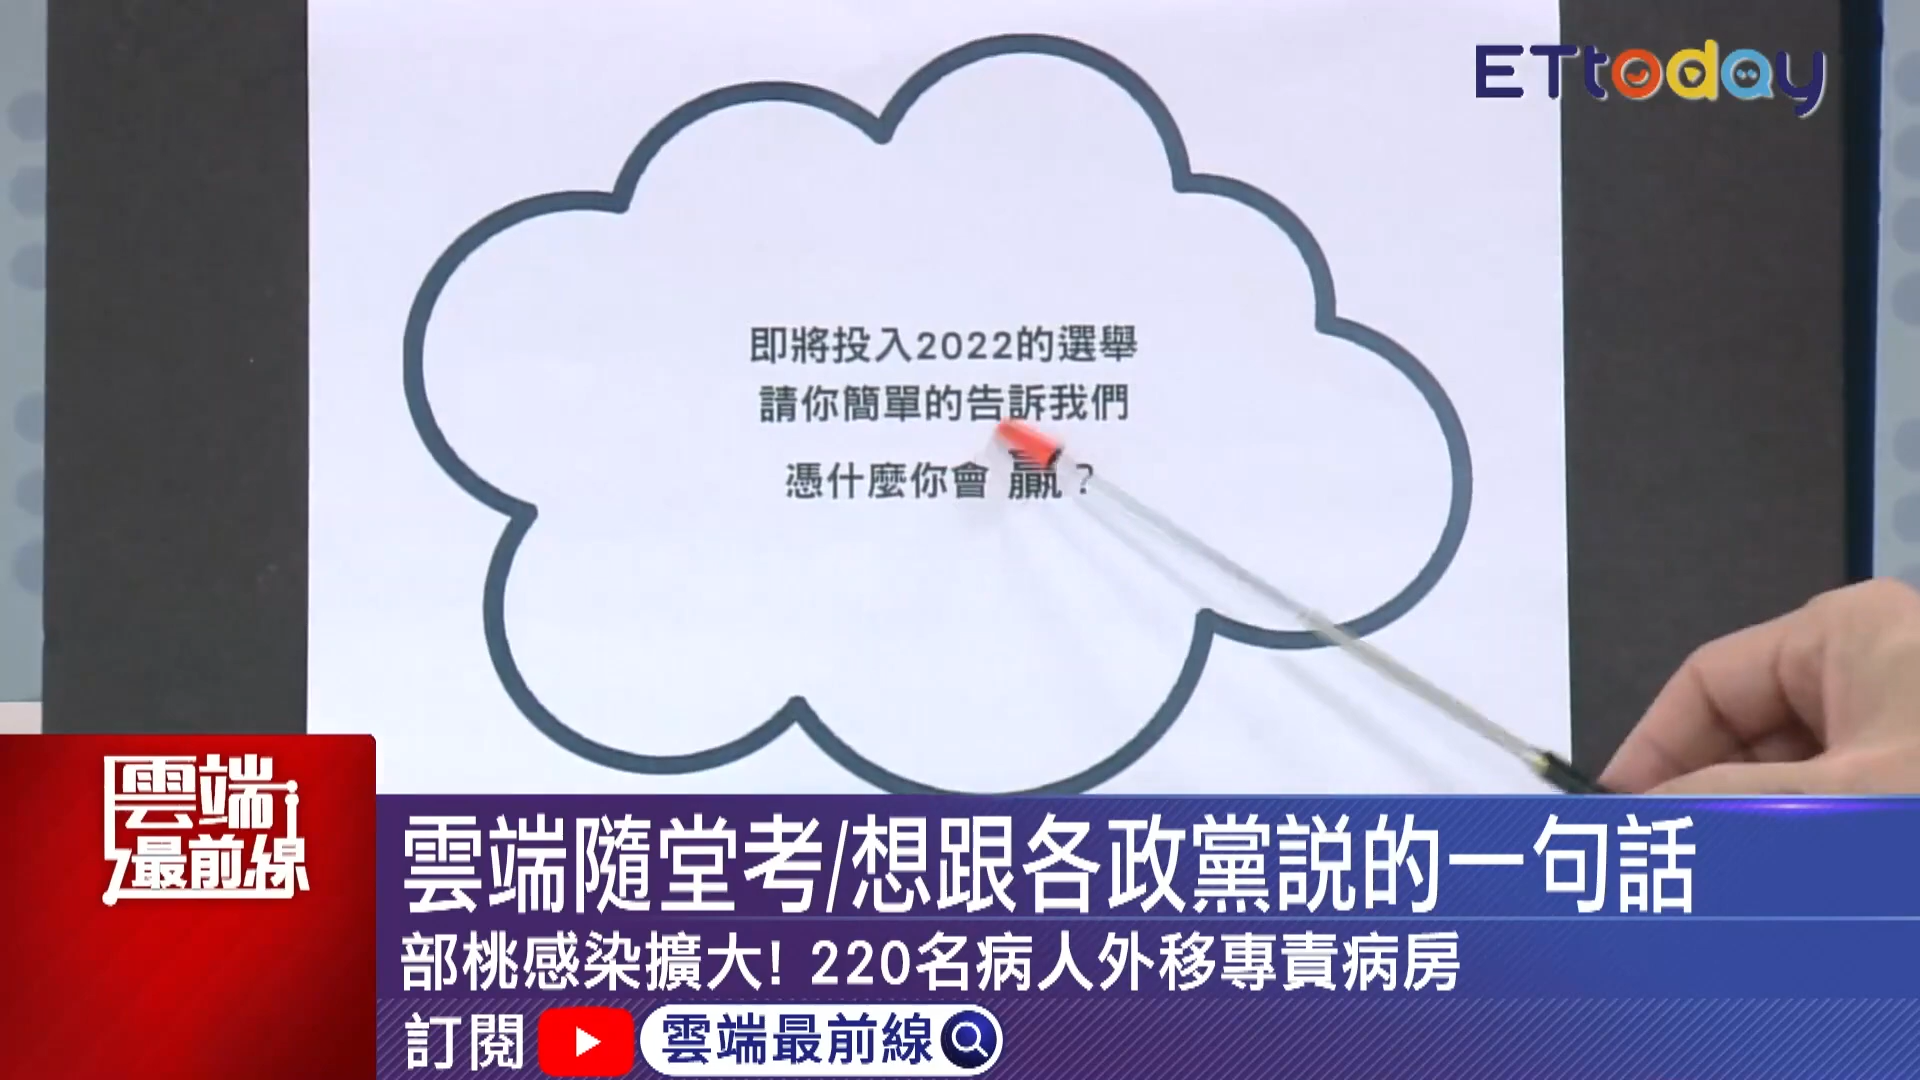 ETtoday
即將投入2022的選舉
請你簡單的告訴我們
憑什麼你會 贏？
雲端
最前線
雲端隨堂考/想跟各政黨説的一句話
部桃感染擴大! 220名病人外移專責病房
訂閱 雲端最前線